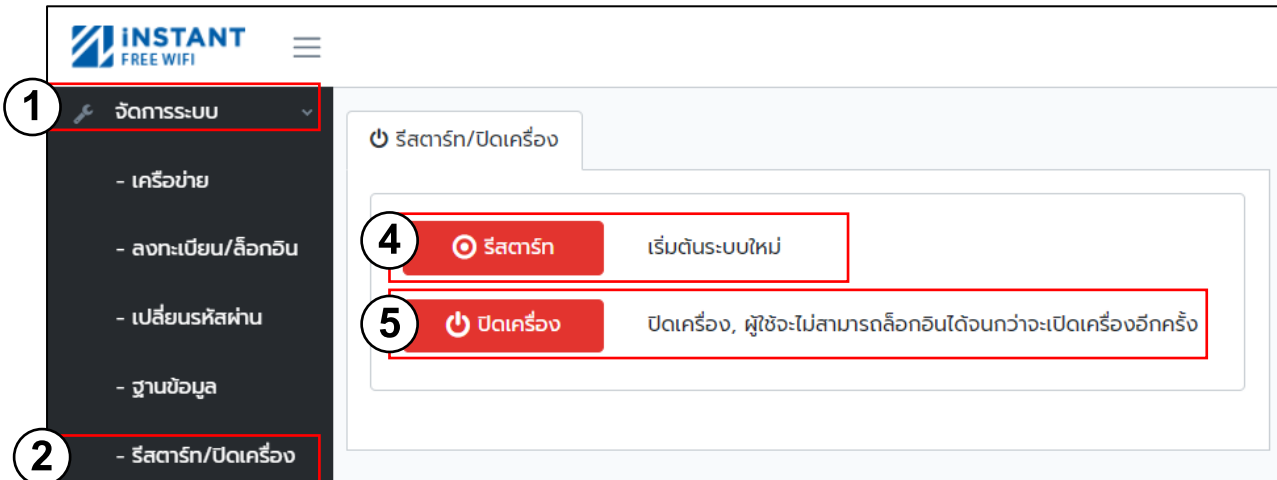 iNSTANT
FREE WIFI
1
จัดการระบบ
- เครือข่าย
- ลงทะเบียน/ล็อกอิน
- เปลี่ยนรหัสผ่าน
- ฐานข้อมูล
2
- รีสตาร์ท/ปิดเครื่อง
รีสตาร์ท/ปิดเครื่อง
4
รีสตาร์ท
เริ่มต้นระบบใหม่
5
ปิดเครื่อง
ปิดเครื่อง, ผู้ใช้จะไม่สามารถล็อกอินได้จนกว่าจะเปิดเครื่องอีกครั้ง